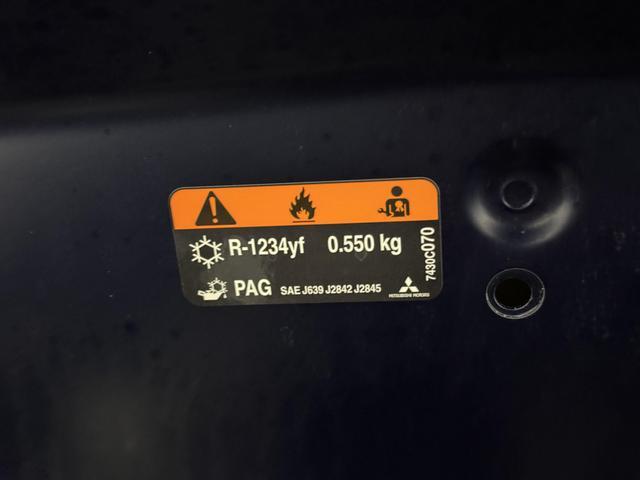 R-1234yf 0.550 kg
PAG SAE J639 J2842 J2845
MITSUBISHI MOTORS
7430C070